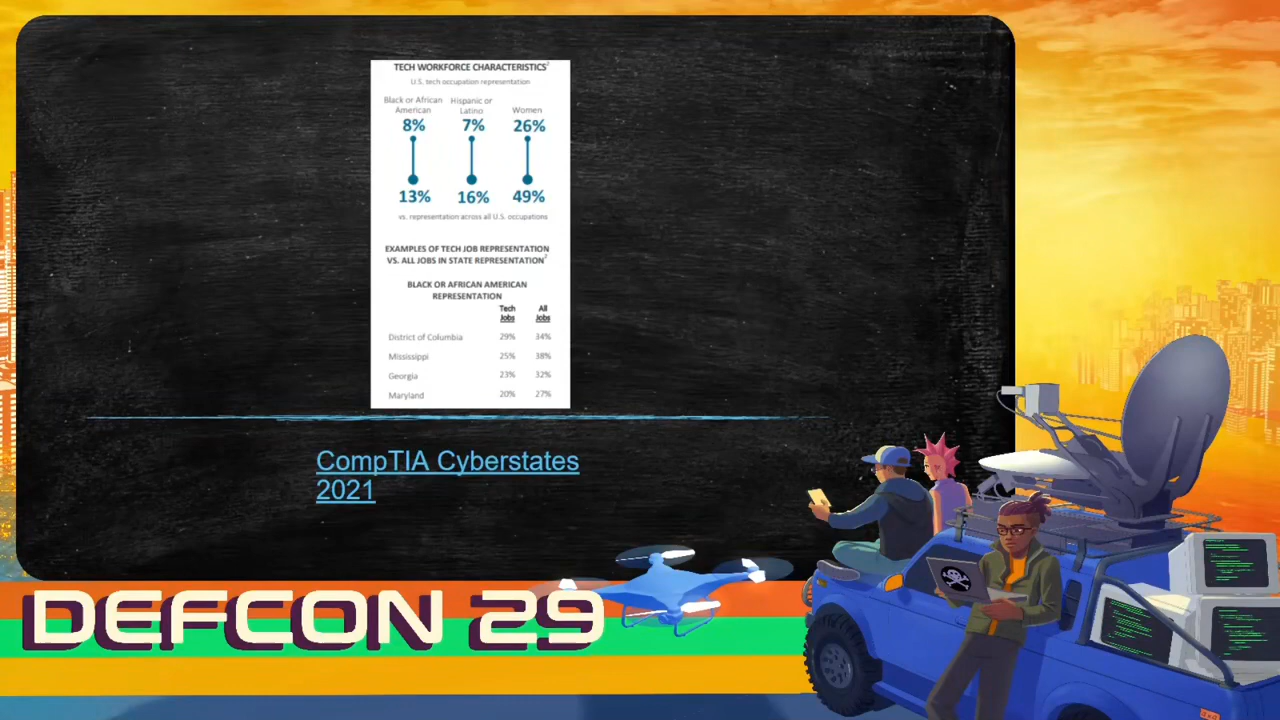 TECH WORKFORCE CHARACTERISTICS²
U.S. tech occupation representation
Black or African American
Hispanic or Latino
Women
8% 7% 26%
13% 16% 49%
vs. representation across all U.S. occupations
EXAMPLES OF TECH JOB REPRESENTATION
VS. ALL JOBS IN STATE REPRESENTATION²
BLACK OR AFRICAN AMERICAN
REPRESENTATION
Tech Jobs
All Jobs
District of Columbia 29% 34%
Mississippi 25% 38%
Georgia 23% 32%
Maryland 20% 27%
CompTIA Cyberstates
2021
DEFCON 29